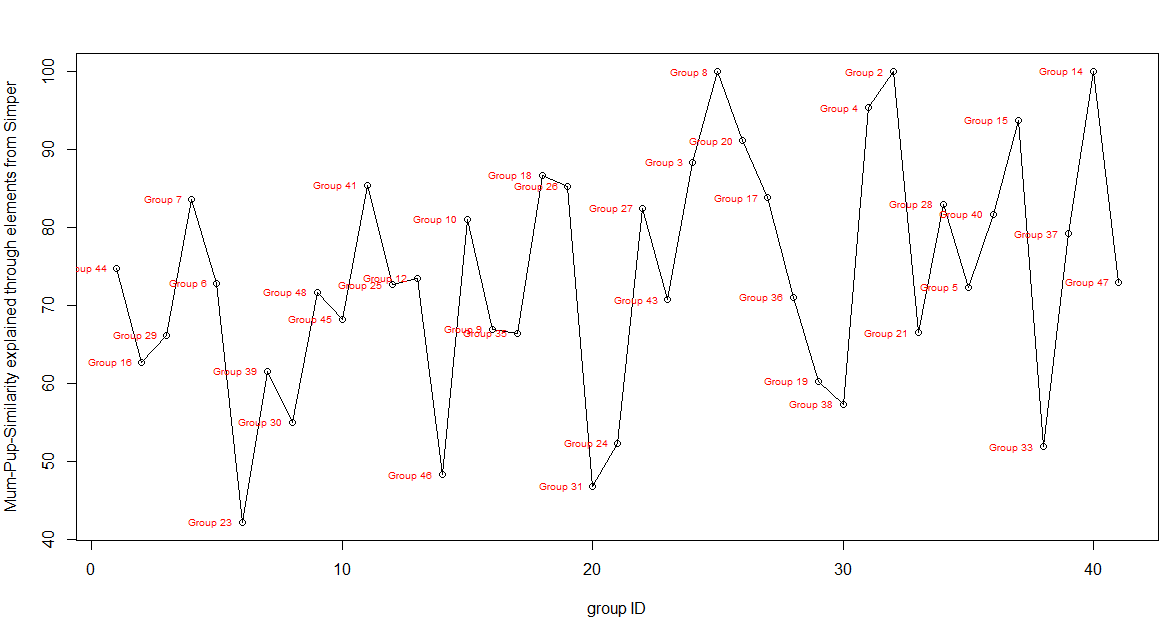 Mum-Pup-Similarity explained through elements from Simper
100
90
80
70
60
50
40
Group 8
Group 2
Group 14
Group 4
Group 15
Group 20
Group 3
Group 18
Group 41
Group 26
Group 7
Group 17
Group 28
Group 27
Group 40
Group 10
Group 37
up 44
Group 12
Group 6
Group 25
Group 47
Group 5
Group 48
Group 36
Group 43
Group 45
Group 9
Group 35
Group 21
Group 29
Group 16
Group 39
Group 19
Group 38
Group 30
Group 24
Group 33
Group 46
Group 31
Group 23
0
10
20
30
40
group ID